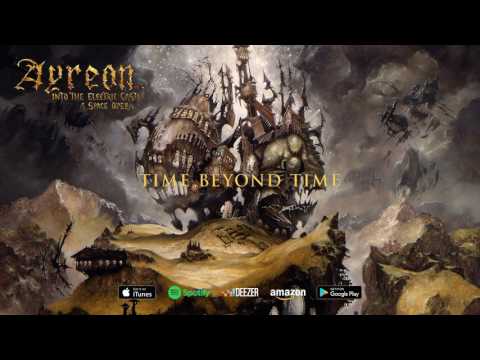 Ayreon
INTO THE ELECTRIC CASTLE
A SPACE OPERA
TIME BEYOND TIME
iTunes
Spotify
DEEZER
amazon
Google Play